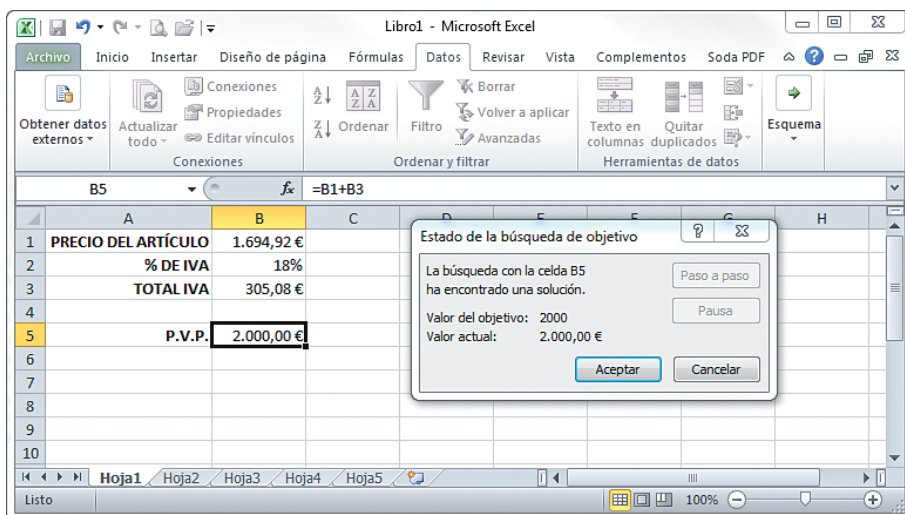 Libro1 - Microsoft Excel
Archivo Inicio Insertar Diseño de página Fórmulas Datos Revisar Vista Complementos Soda PDF
Obtener datos externos
Actualizar todo
Conexiones
Propiedades
Editar vínculos
Conexiones
Ordenar
Filtro
Borrar
Volver a aplicar
Avanzadas
Ordenar y filtrar
Texto en columnas
Quitar duplicados
Herramientas de datos
Esquema
B5 fx =B1+B3
A B C D E F G H
1 PRECIO DEL ARTÍCULO 1.694,92 €
2 % DE IVA 18%
3 TOTAL IVA 305,08 €
4
5 P.V.P. 2.000,00 €
6
7
8
9
10
Estado de la búsqueda de objetivo
La búsqueda con la celda B5
ha encontrado una solución.
Valor del objetivo: 2000
Valor actual: 2.000,00 €
Paso a paso
Pausa
Aceptar Cancelar
Hoja1 Hoja2 Hoja3 Hoja4 Hoja5
Listo 100%